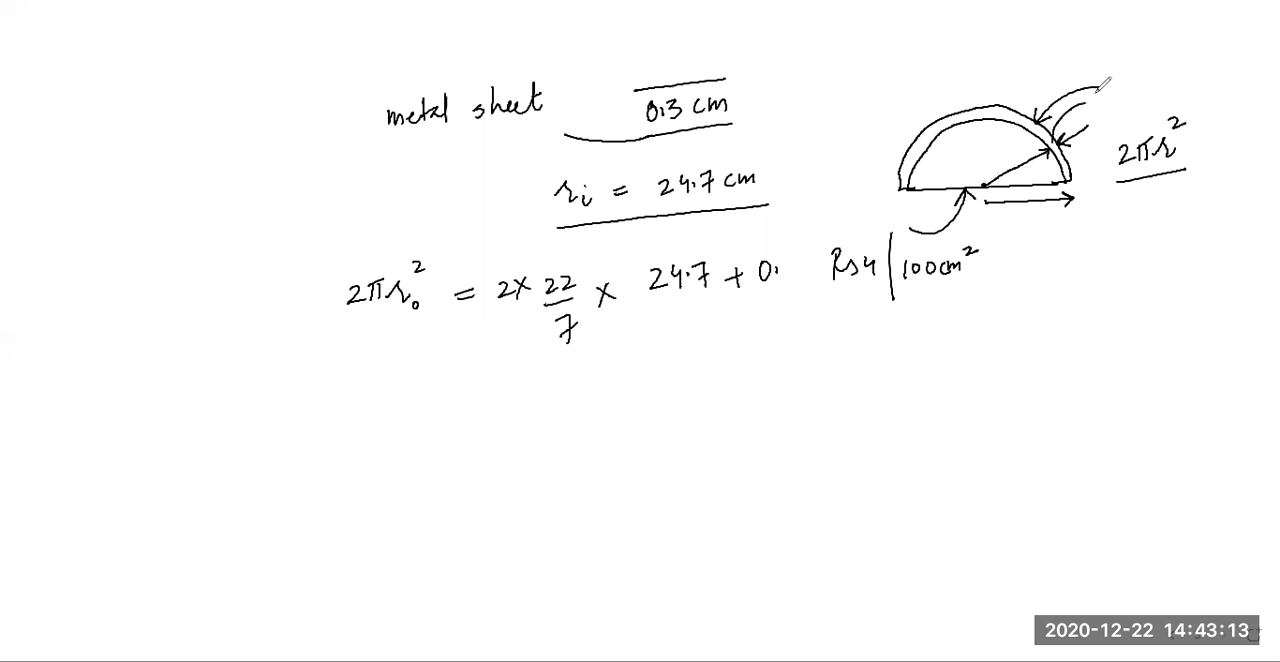 metal sheet 0.3 cm
rᵢ = 24.7 cm
2πr²
2πr₀² = 2 × 22/7 × 24.7 + 0.
Rs 4 | 100 cm²
2020-12-22 14:43:13